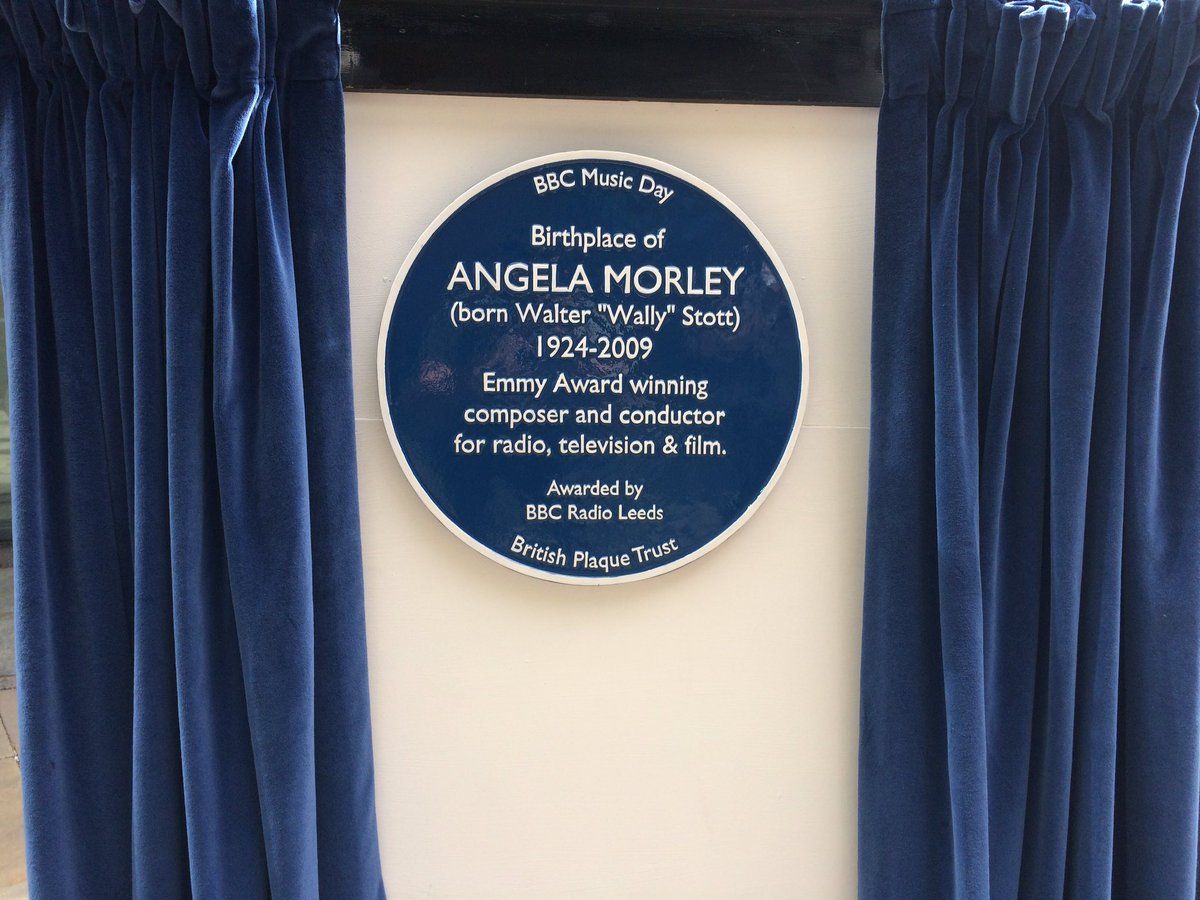 BBC Music Day
Birthplace of
ANGELA MORLEY
(born Walter "Wally" Stott)
1924-2009
Emmy Award winning
composer and conductor
for radio, television & film.
Awarded by
BBC Radio Leeds
British Plaque Trust